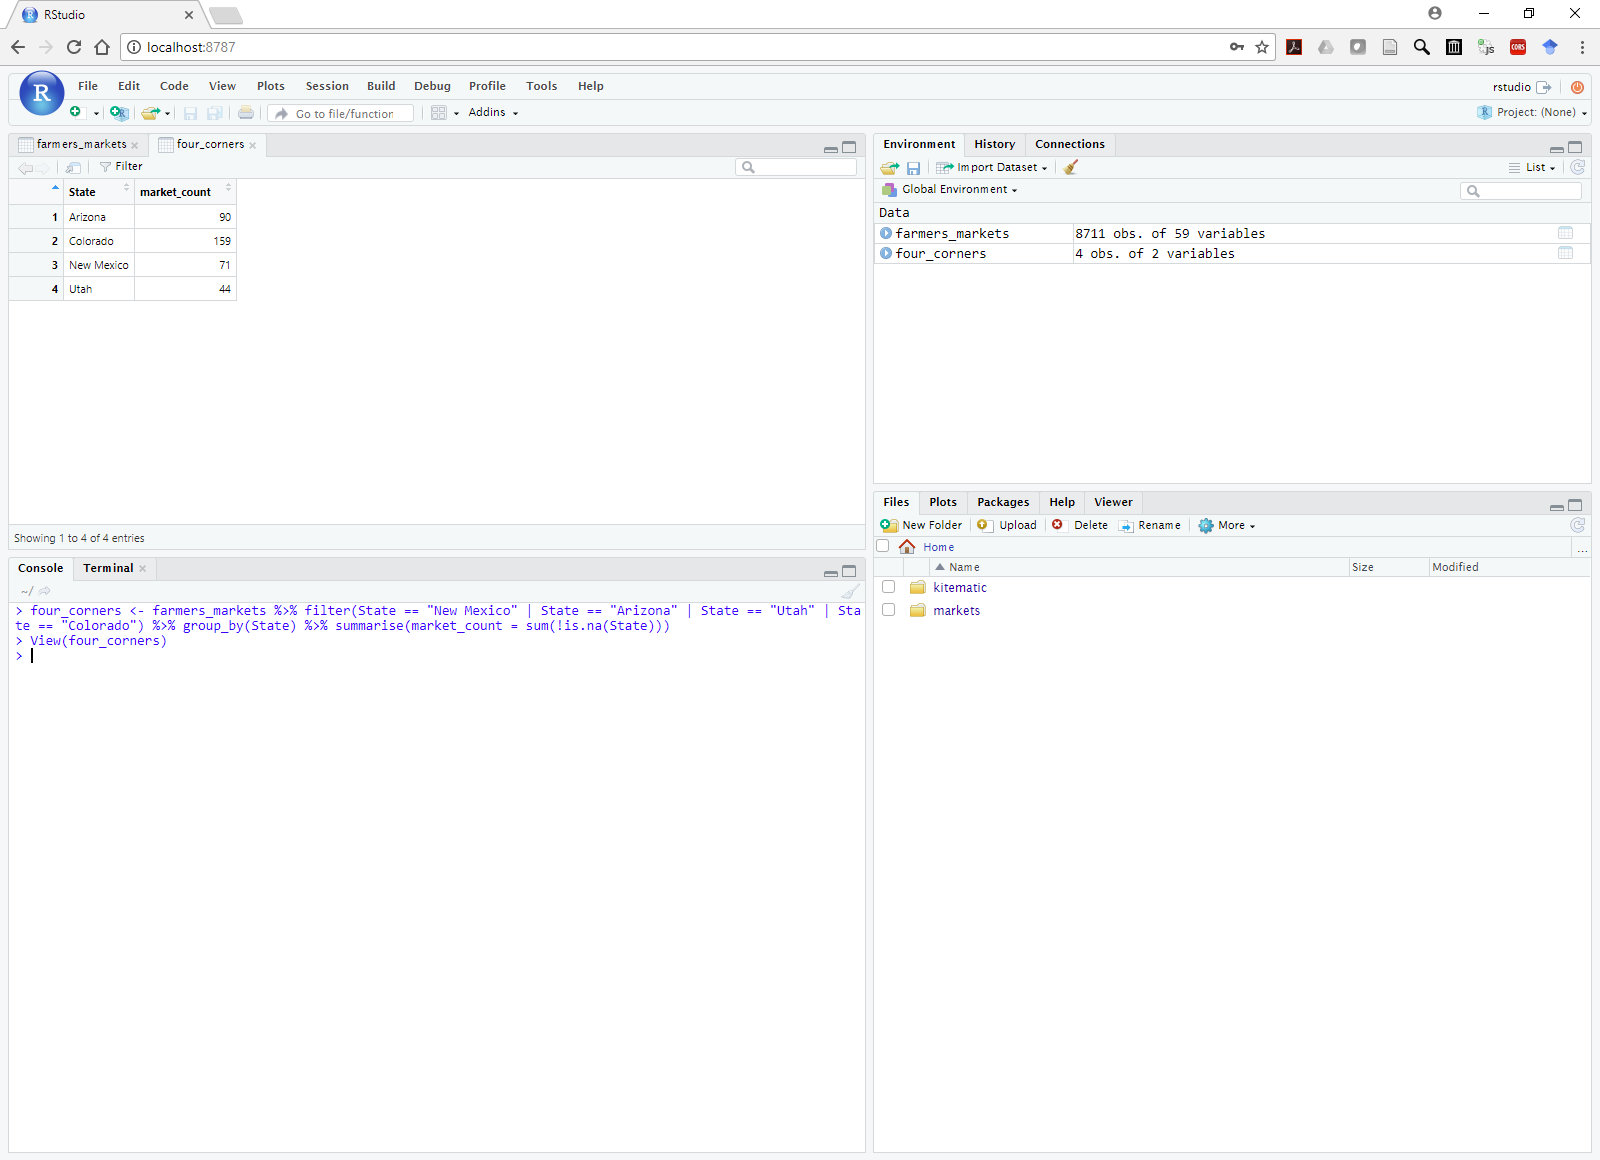 RStudio
localhost:8787
CORS
js
R
File Edit Code View Plots Session Build Debug Profile Tools Help
rstudio
Go to file/function Addins
Project: (None)
farmers_markets four_corners
Filter
State market_count
1 Arizona 90
2 Colorado 159
3 New Mexico 71
4 Utah 44
Showing 1 to 4 of 4 entries
Console Terminal
~/
> four_corners <- farmers_markets %>% filter(State == "New Mexico" | State == "Arizona" | State == "Utah" | Sta
te == "Colorado") %>% group_by(State) %>% summarise(market_count = sum(!is.na(State)))
> View(four_corners)
>
Environment History Connections
Import Dataset List
Global Environment
Data
farmers_markets 8711 obs. of 59 variables
four_corners 4 obs. of 2 variables
Files Plots Packages Help Viewer
New Folder Upload Delete Rename More
Home ...
Name Size Modified
kitematic
markets